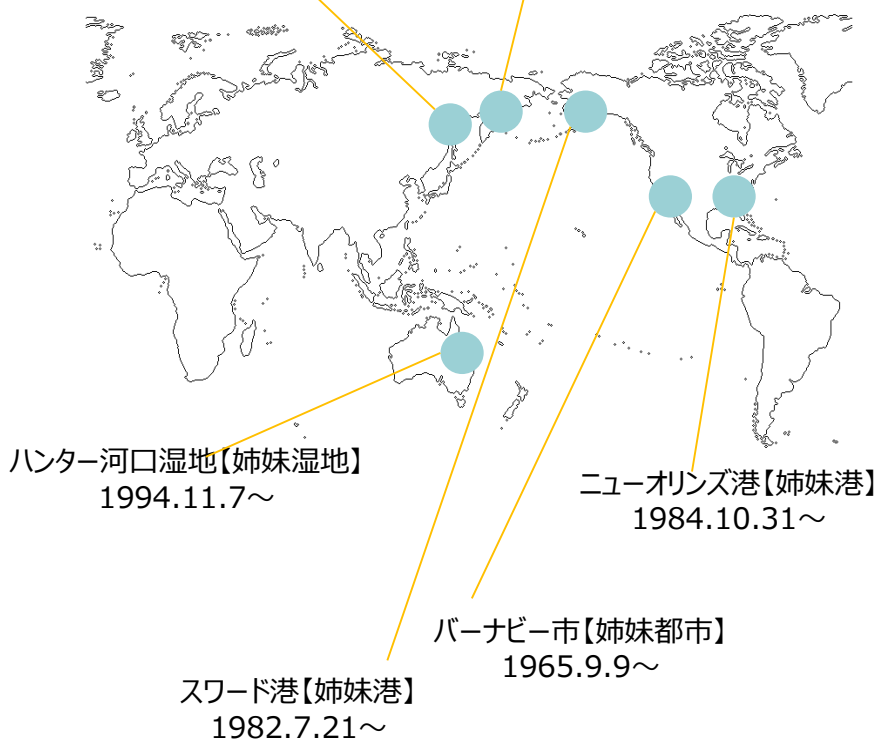 ハンター河口湿地【姉妹湿地】
1994.11.7～
ニューオリンズ港【姉妹港】
1984.10.31～
バーナビー市【姉妹都市】
1965.9.9～
スワード港【姉妹港】
1982.7.21～